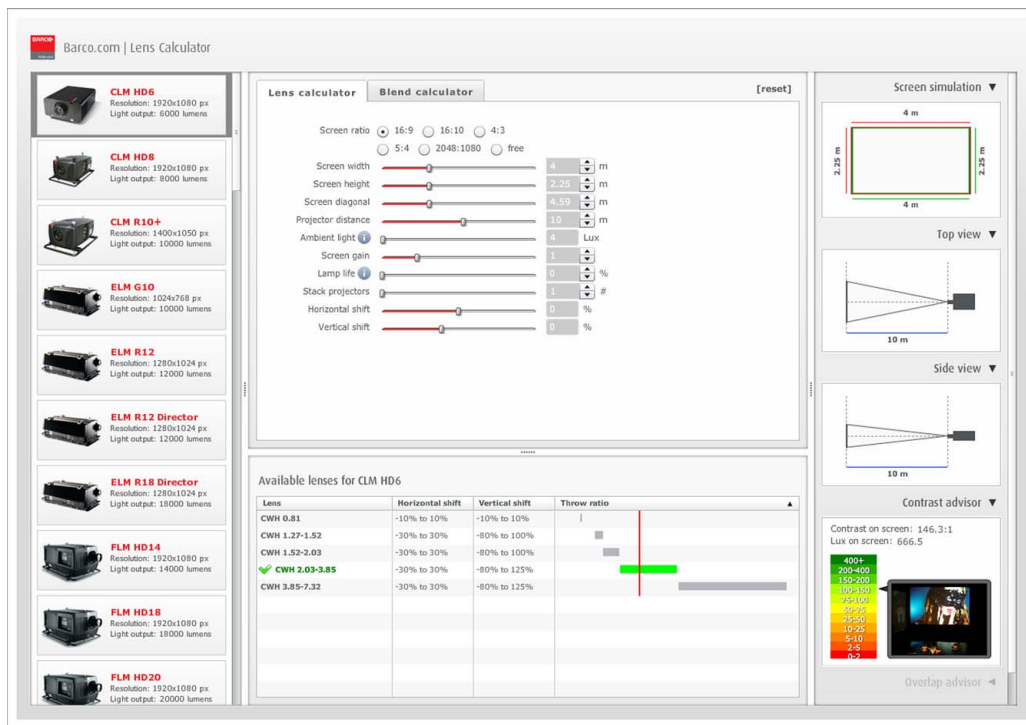 BARCO
Barco.com | Lens Calculator
CLM HD6
Resolution: 1920x1080 px
Light output: 6000 lumens
CLM HD8
Resolution: 1920x1080 px
Light output: 8000 lumens
CLM R10+
Resolution: 1400x1050 px
Light output: 10000 lumens
ELM G10
Resolution: 1024x768 px
Light output: 10000 lumens
ELM R12
Resolution: 1280x1024 px
Light output: 12000 lumens
ELM R12 Director
Resolution: 1280x1024 px
Light output: 12000 lumens
ELM R18 Director
Resolution: 1280x1024 px
Light output: 18000 lumens
FLM HD14
Resolution: 1920x1080 px
Light output: 14000 lumens
FLM HD18
Resolution: 1920x1080 px
Light output: 18000 lumens
FLM HD20
Resolution: 1920x1080 px
Light output: 20000 lumens
Lens calculator Blend calculator [reset]
Screen ratio 16:9 16:10 4:3
5:4 2048:1080 free
Screen width 4 m
Screen height 2.25 m
Screen diagonal 4.59 m
Projector distance 10 m
Ambient light i 4 Lux
Screen gain 1
Lamp life i 0 %
Stack projectors 1 #
Horizontal shift 0 %
Vertical shift 0 %
Available lenses for CLM HD6
Lens Horizontal shift Vertical shift Throw ratio
CWH 0.81 -10% to 10% -10% to 10%
CWH 1.27-1.52 -30% to 30% -80% to 100%
CWH 1.52-2.03 -30% to 30% -80% to 100%
CWH 2.03-3.85 -30% to 30% -80% to 125%
CWH 3.85-7.32 -30% to 30% -80% to 125%
Screen simulation
4 m
2.25 m
2.25 m
4 m
Top view
10 m
Side view
10 m
Contrast advisor
Contrast on screen: 146.3:1
Lux on screen: 666.5
400+
200-400
150-200
100-150
75-100
50-75
25-50
10-25
5-10
2-5
0-2
Overlap advisor